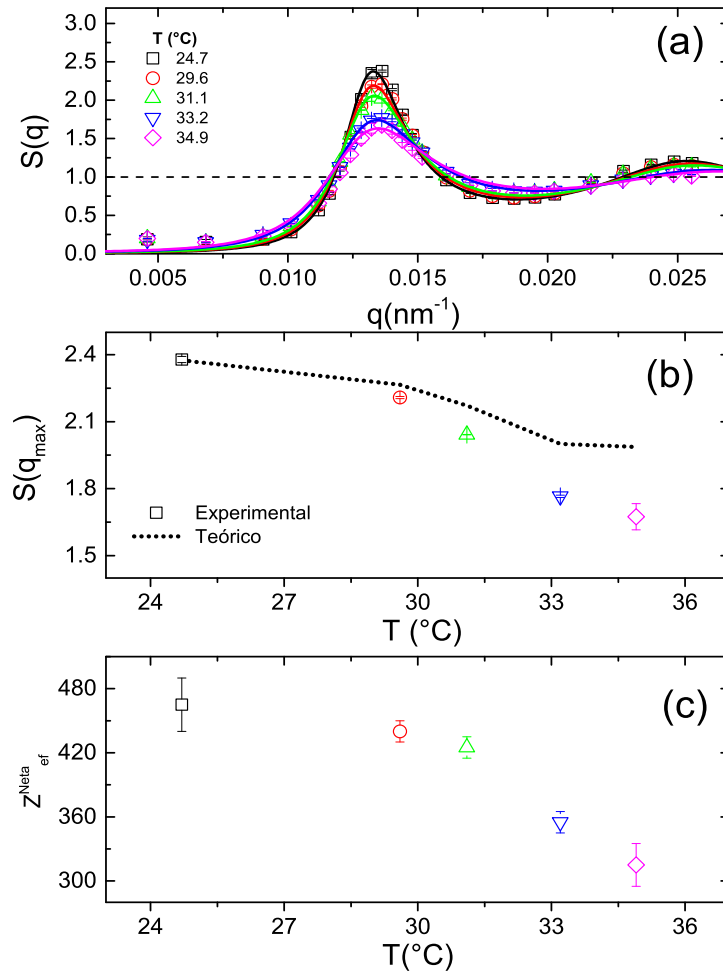 (a)
T (°C)
24.7
29.6
31.1
33.2
34.9
S(q)
3.0
2.5
2.0
1.5
1.0
0.5
0.0
0.005 0.010 0.015 0.020 0.025
q(nm⁻¹)
(b)
S(q_max)
2.4
2.1
1.8
1.5
Experimental
Teórico
24 27 30 33 36
T (°C)
(c)
Z^Neta_ef
480
420
360
300
24 27 30 33 36
T(°C)